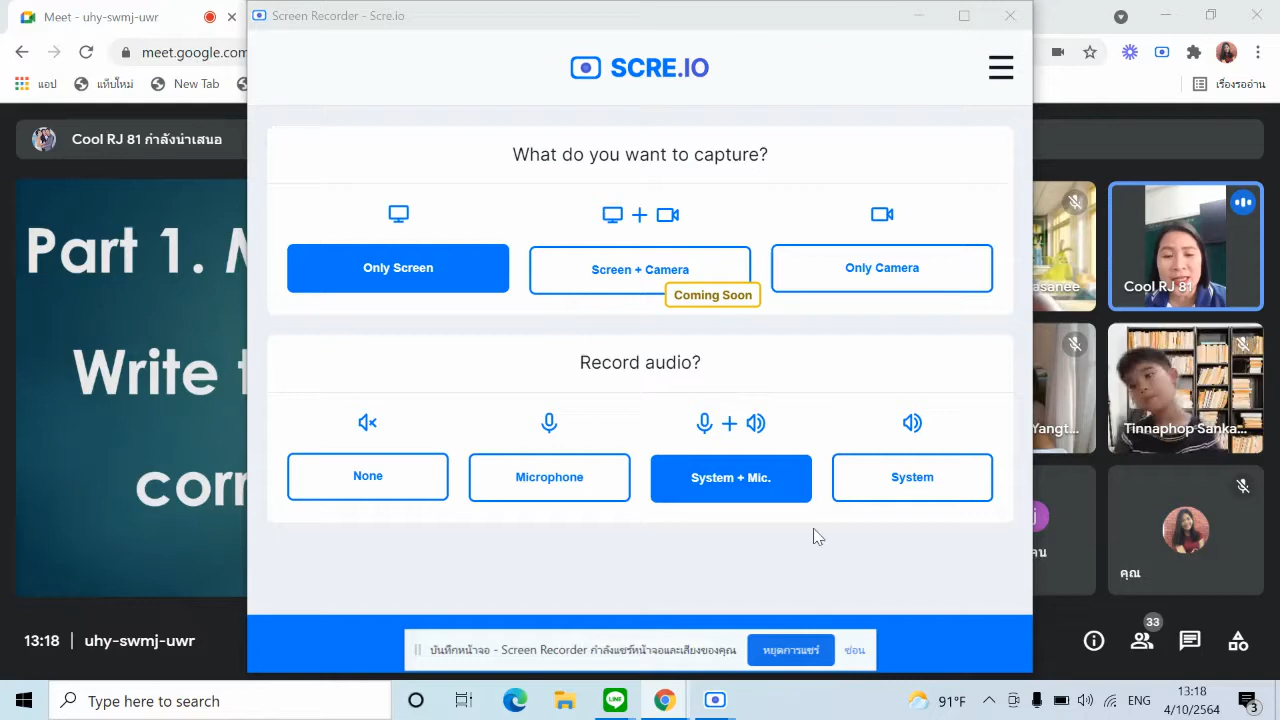 Meet - uhy-swmj-uwr
Screen Recorder - Scre.io
meet.google.com
SCRE.IO
แอป
แท็บใหม่
New Tab
เรื่องรออ่าน
Cool RJ 81 กำลังนำเสนอ
What do you want to capture?
Part 1.
Only Screen
Screen + Camera
Only Camera
Coming Soon
asanee
Cool RJ 81
Record audio?
Write
None
Microphone
System + Mic.
System
Yangt...
Tinnaphop Sanka...
j
คุณ
13:18 | uhy-swmj-uwr
บันทึกหน้าจอ - Screen Recorder กำลังแชร์หน้าจอและเสียงของคุณ
หยุดการแชร์
ซ่อน
33
Type here to search
91°F
ENG
13:18
4/10/2564
3